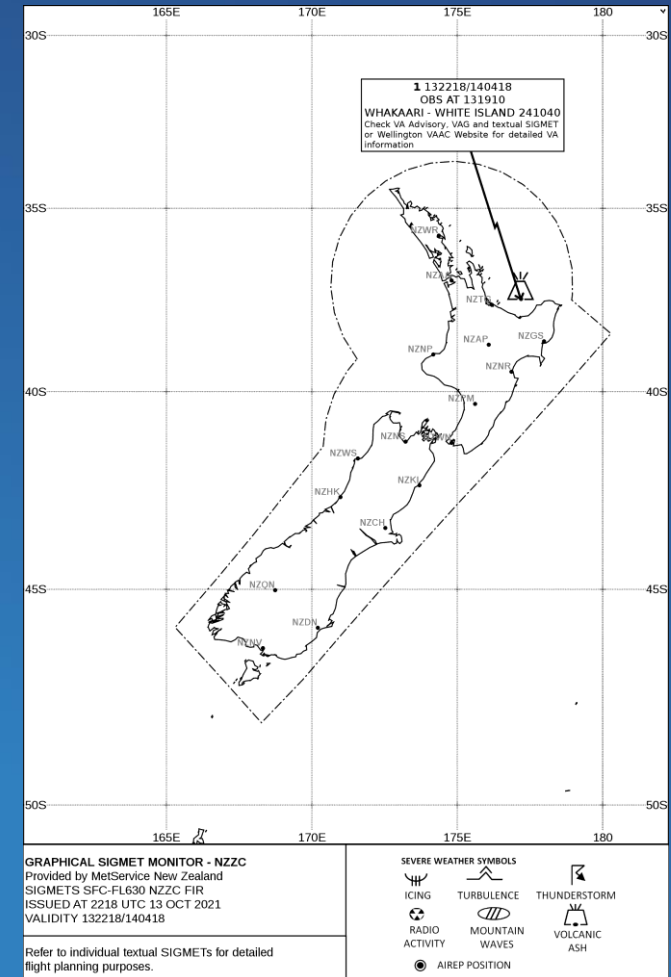 165E 170E 175E 180
30S 30S
1 132218/140418
OBS AT 131910
WHAKAARI - WHITE ISLAND 241040
Check VA Advisory, VAG and textual SIGMET
or Wellington VAAC Website for detailed VA
information
35S 35S
NZWR
NZTG
NZAP
NZGS
NZNP
NZNR
40S 40S
NZPM
NZNS
NZWS
NZKI
NZHK
NZCH
45S 45S
NZQN
NZDN
NZNV
50S 50S
165E 170E 175E 180
GRAPHICAL SIGMET MONITOR - NZZC
Provided by MetService New Zealand
SIGMETS SFC-FL630 NZZC FIR
ISSUED AT 2218 UTC 13 OCT 2021
VALIDITY 132218/140418
Refer to individual textual SIGMETs for detailed
flight planning purposes.
SEVERE WEATHER SYMBOLS
ICING TURBULENCE THUNDERSTORM
RADIO
ACTIVITY
MOUNTAIN
WAVES
VOLCANIC
ASH
AIREP POSITION